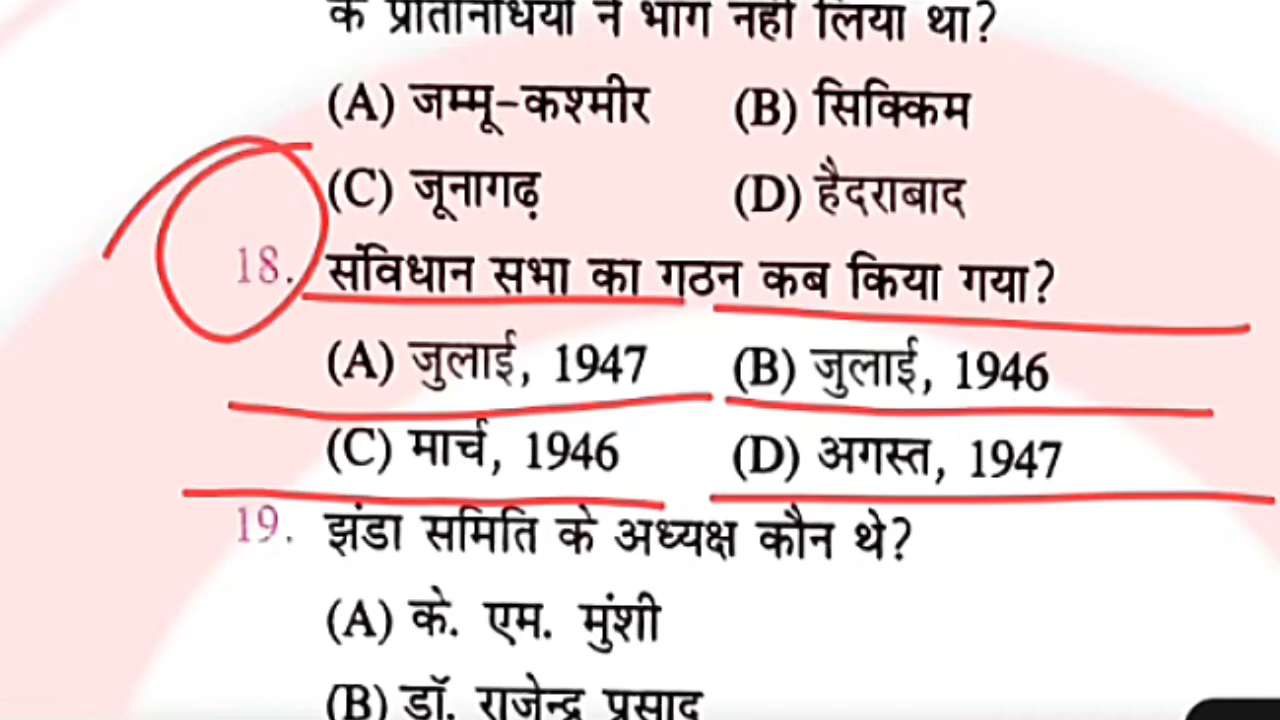 के प्रतिनिधियों ने भाग नहीं लिया था?
(A) जम्मू-कश्मीर (B) सिक्किम
(C) जूनागढ़ (D) हैदराबाद
18. संविधान सभा का गठन कब किया गया?
(A) जुलाई, 1947 (B) जुलाई, 1946
(C) मार्च, 1946 (D) अगस्त, 1947
19. झंडा समिति के अध्यक्ष कौन थे?
(A) के. एम. मुंशी
(B) डॉ. राजेन्द्र प्रसाद